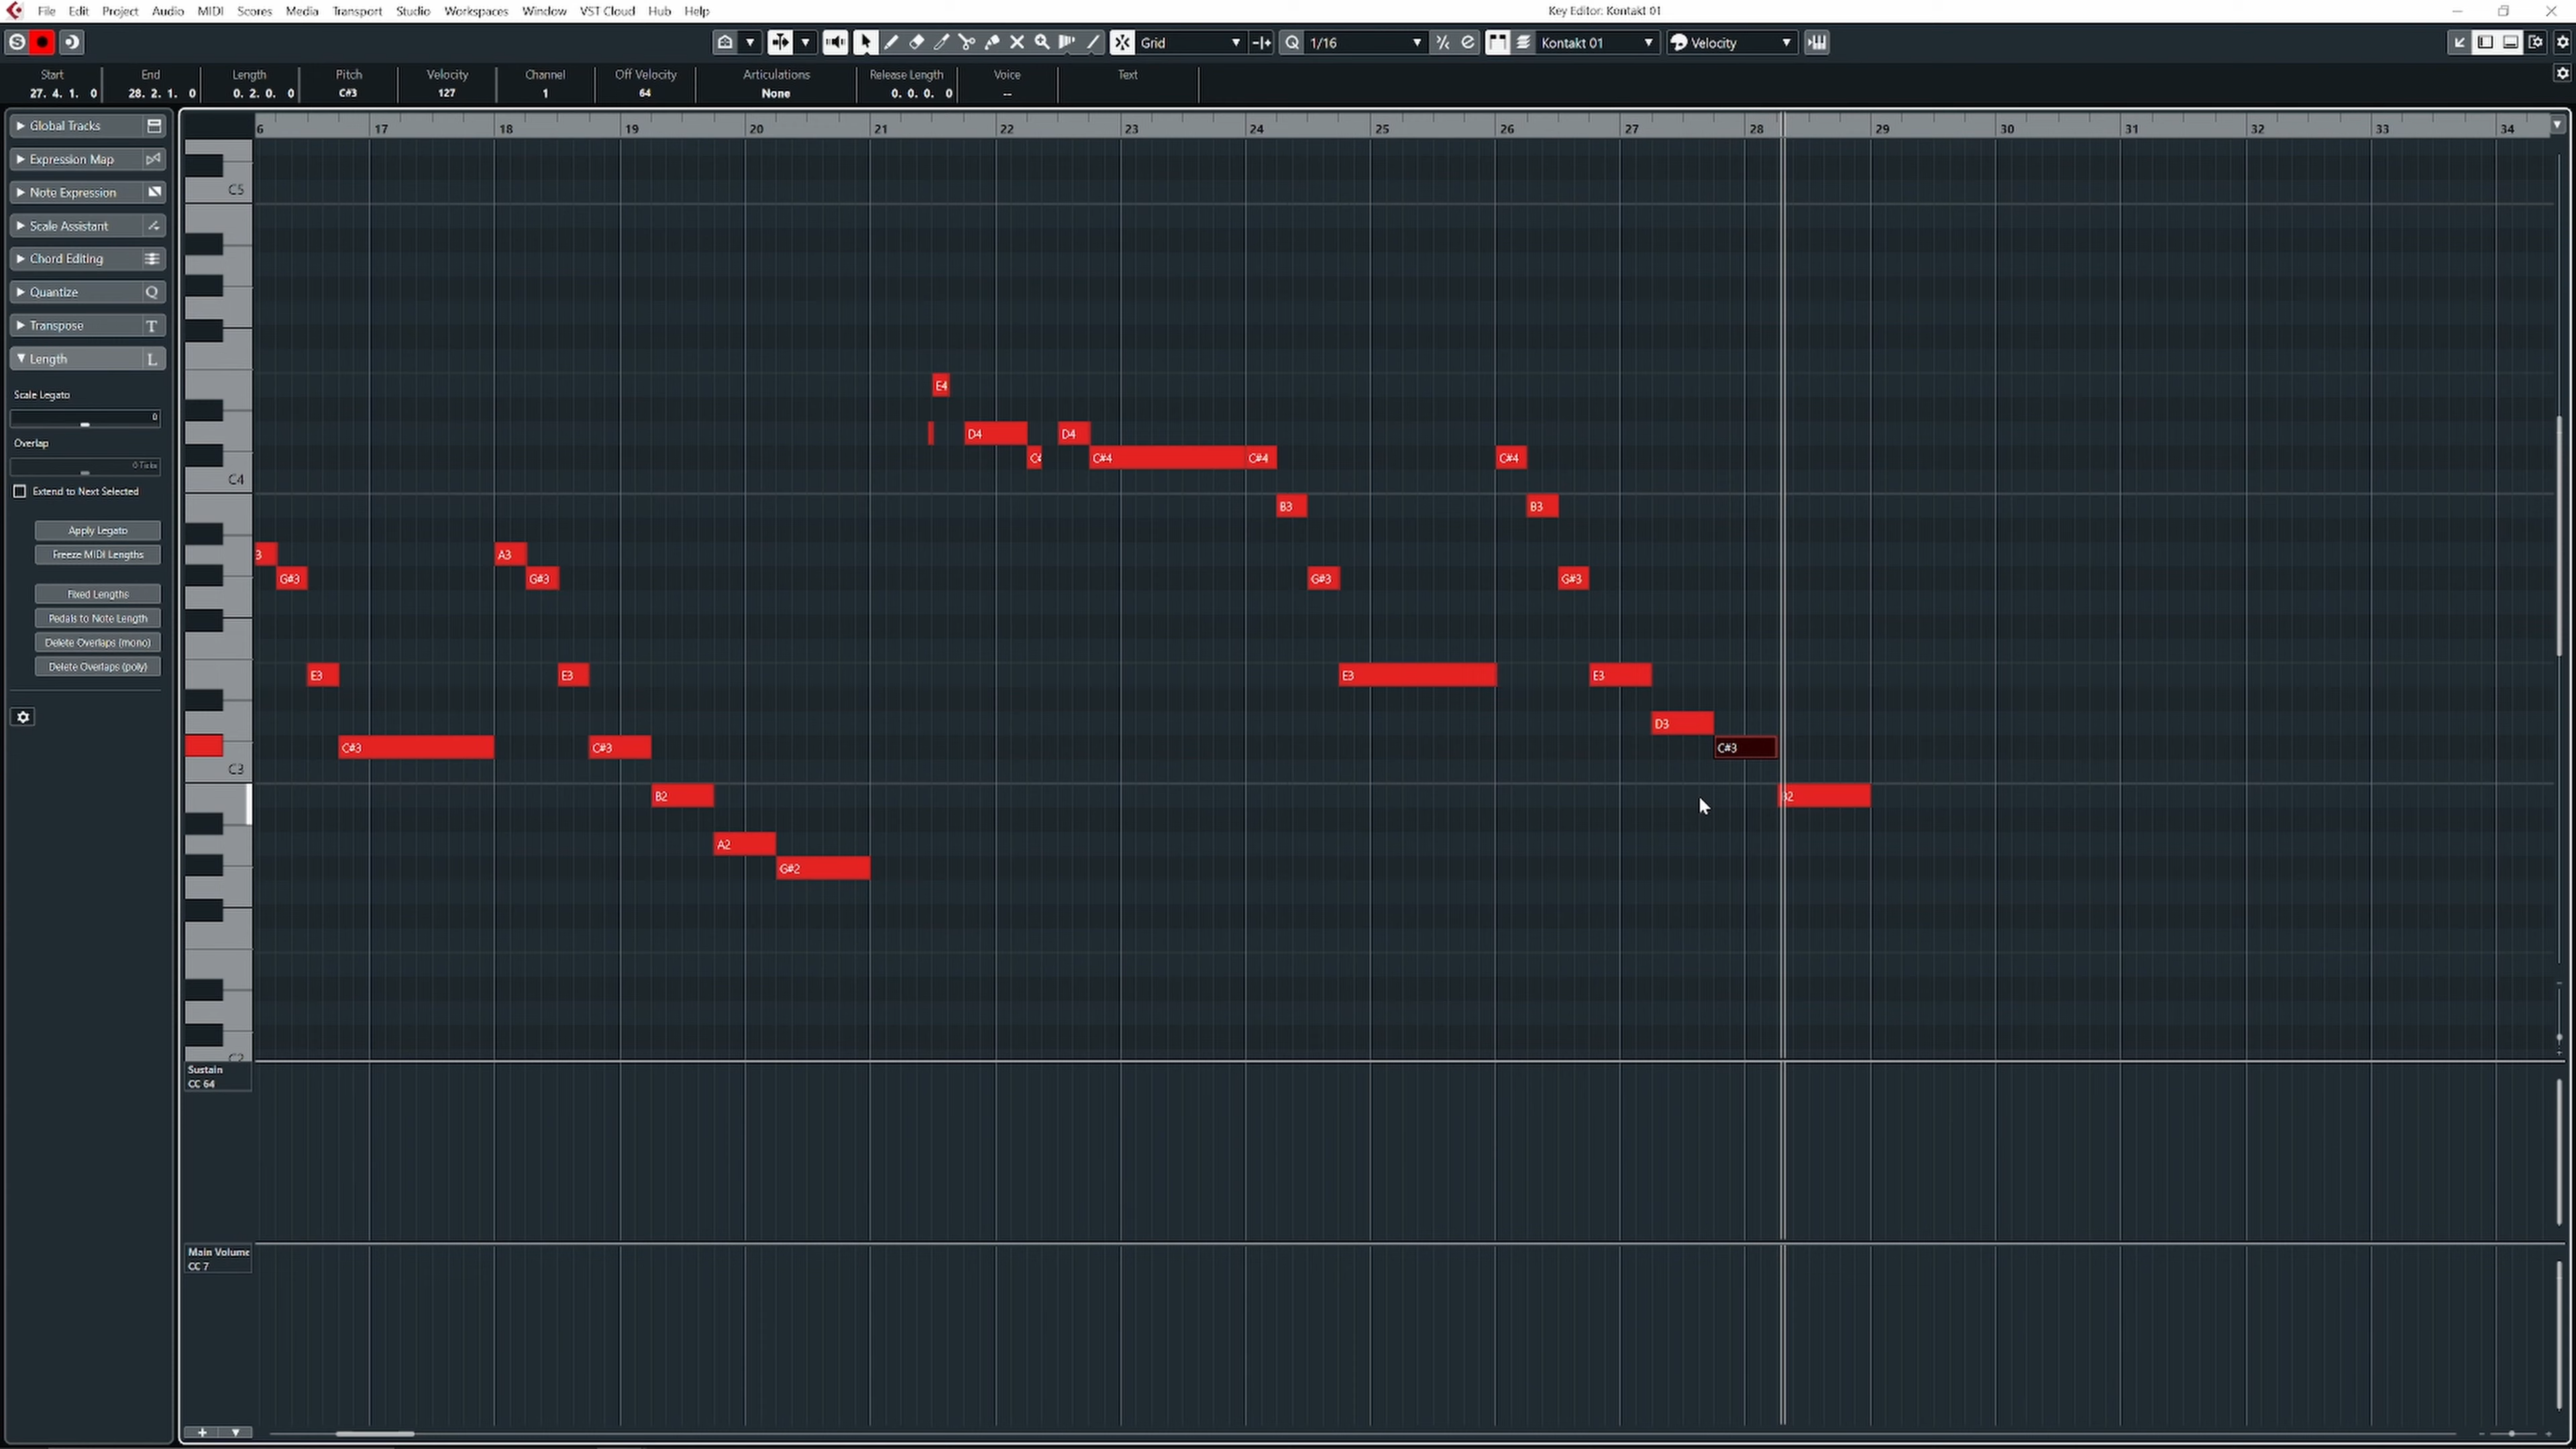 File Edit Project Audio MIDI Scores Media Transport Studio Workspaces Window VST Cloud Hub Help Key Editor: Kontakt 01
Grid 1/16 Kontakt 01 Velocity
Start End Length Pitch Velocity Channel Off Velocity Articulations Release Length Voice Text
27. 4. 1. 0 28. 2. 1. 0 0. 2. 0. 0 C#3 127 1 64 None 0. 0. 0. 0 --
6 17 18 19 20 21 22 23 24 25 26 27 28 29 30 31 32 33 34
Global Tracks
Expression Map
Note Expression
Scale Assistant
Chord Editing
Quantize Q
Transpose T
Length L
Scale Legato
0
Overlap
0 Ticks
Extend to Next Selected
Apply Legato
Freeze MIDI Lengths
Fixed Lengths
Pedals to Note Length
Delete Overlaps (mono)
Delete Overlaps (poly)
C5
E4
D4 D4
C#4 C#4 C#4
C4
B3 B3
3 A3
G#3 G#3 G#3 G#3
E3 E3 E3 E3
D3
C#3 C#3 C#3
C3
B2
A2
G#2
C2
Sustain
CC 64
Main Volume
CC 7